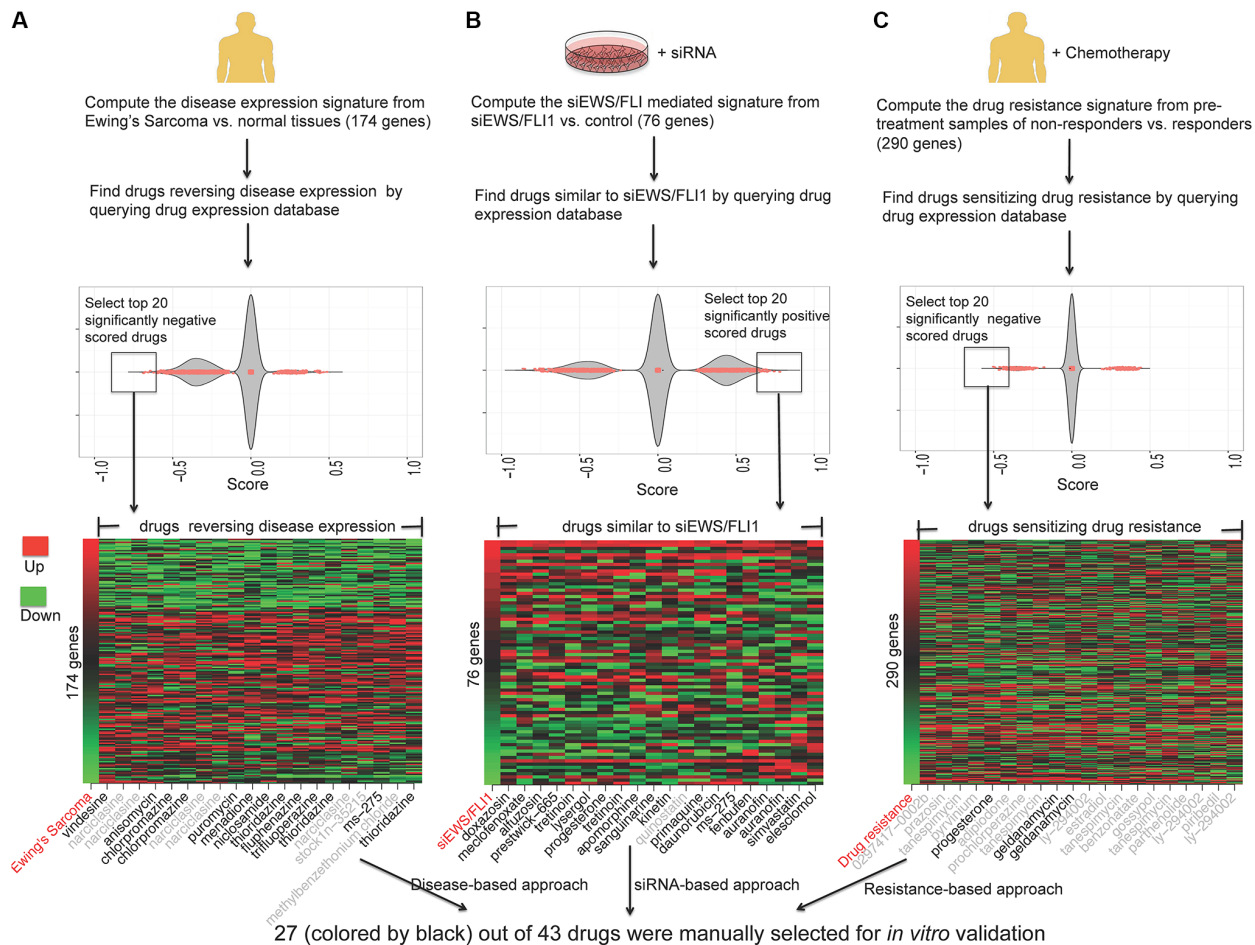 A
Compute the disease expression signature from
Ewing's Sarcoma vs. normal tissues (174 genes)
Find drugs reversing disease expression by
querying drug expression database
Select top 20
significantly negative
scored drugs
-1.0
-0.5
0.0
0.5
1.0
Score
drugs reversing disease expression
Up
Down
174 genes
Ewing's Sarcoma
vindesine
narciclasine
anisomycin
chlorpromazine
chlorpromazine
narciclasine
puromycin
menadione
niclosamide
thioridazine
fluphenazine
trifluoperazine
thioridazine
stock1n-35215
methylbenzethonium chloride
ms-275
thioridazine
Disease-based approach
B
+ siRNA
Compute the siEWS/FLI mediated signature from
siEWS/FLI1 vs. control (76 genes)
Find drugs similar to siEWS/FLI1 by querying drug
expression database
Select top 20
significantly positive
scored drugs
-1.0
-0.5
0.0
0.5
1.0
Score
drugs similar to siEWS/FLI1
76 genes
siEWS/FLI1
doxazosin
meclofenoxate
altizide
prestwick-665
tretinoin
lysergol
progesterone
tretinoin
apomorphine
sanguinarine
kinetin
primaquine
daunorubicin
ms-275
fenbufen
auranofin
auranofin
simvastatin
elesclomol
siRNA-based approach
C
+ Chemotherapy
Compute the drug resistance signature from pre-
treatment samples of non-responders vs. responders
(290 genes)
Find drugs sensitizing drug resistance by querying
drug expression database
Select top 20
significantly negative
scored drugs
-1.0
-0.5
0.0
0.5
1.0
Score
drugs sensitizing drug resistance
290 genes
Drug resistance
0297417-0002b
prazosin
tanespimycin
progesterone
prochlorperazine
tanespimycin
geldanamycin
geldanamycin
ly-294002
estradiol
tanespimycin
benzonatate
gossypol
tanespimycin
parthenolide
ly-294002
piribedil
ly-294002
Resistance-based approach
27 (colored by black) out of 43 drugs were manually selected for in vitro validation